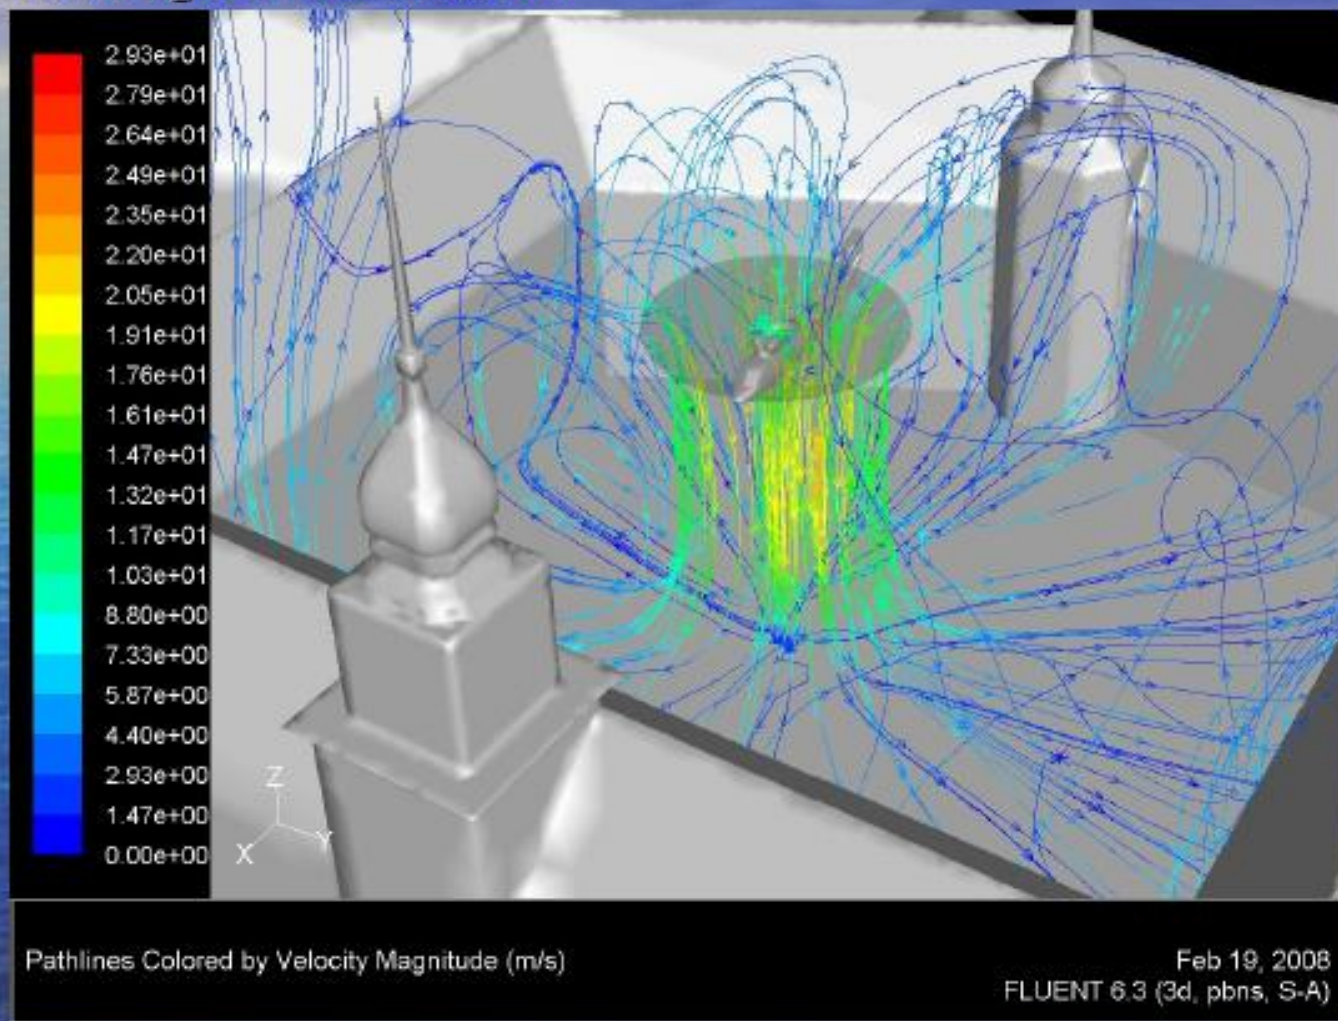 2.93e+01
2.79e+01
2.64e+01
2.49e+01
2.35e+01
2.20e+01
2.05e+01
1.91e+01
1.76e+01
1.61e+01
1.47e+01
1.32e+01
1.17e+01
1.03e+01
8.80e+00
7.33e+00
5.87e+00
4.40e+00
2.93e+00
1.47e+00
0.00e+00
Z
X
Y
Pathlines Colored by Velocity Magnitude (m/s)
Feb 19, 2008
FLUENT 6.3 (3d, pbns, S-A)